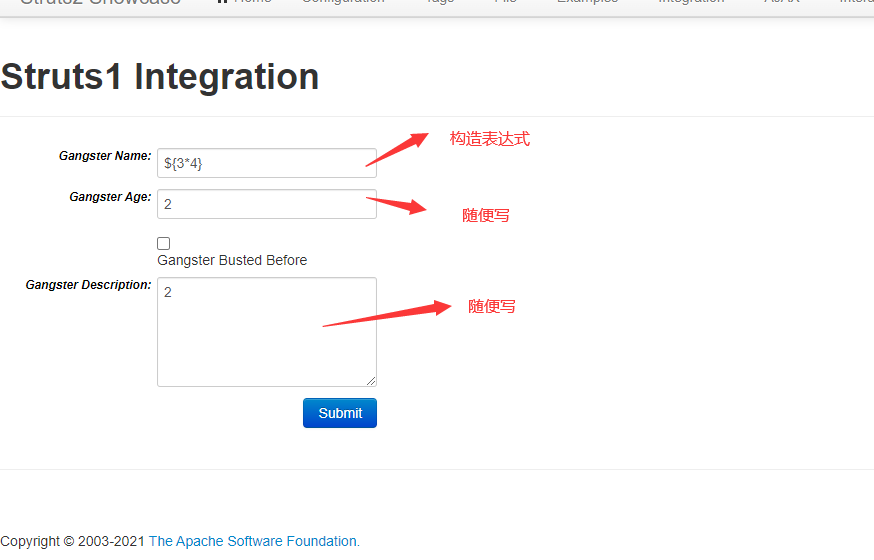 Struts2 Showcase Home Configuration Tags File Examples Integration AJAX
Struts1 Integration
构造表达式
Gangster Name: ${3*4}
Gangster Age: 2
随便写
Gangster Busted Before
Gangster Description: 2
随便写
Submit
Copyright © 2003-2021 The Apache Software Foundation.